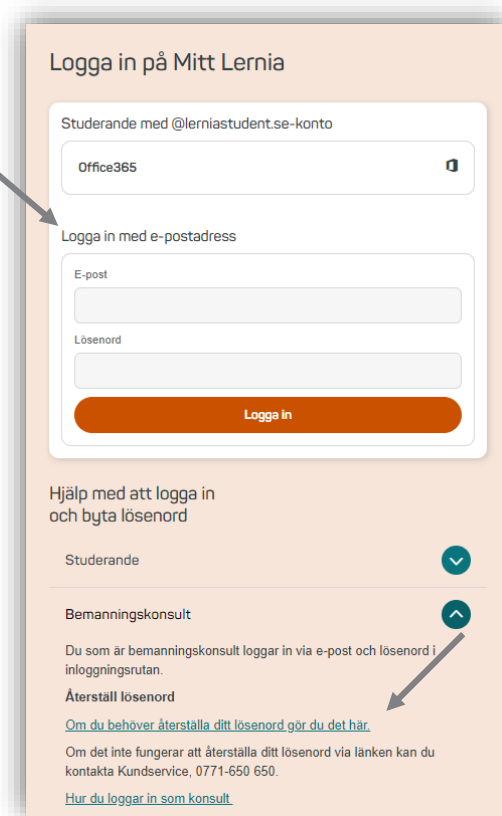 Logga in på Mitt Lernia
Studerande med @lerniastudent.se-konto
Office365
Logga in med e-postadress
E-post
Lösenord
Logga in
Hjälp med att logga in
och byta lösenord
Studerande
Bemanningskonsult
Du som är bemanningskonsult loggar in via e-post och lösenord i
inloggningsrutan.
Återställ lösenord
Om du behöver återställa ditt lösenord gör du det här.
Om det inte fungerar att återställa ditt lösenord via länken kan du
kontakta Kundservice, 0771-650 650.
Hur du loggar in som konsult